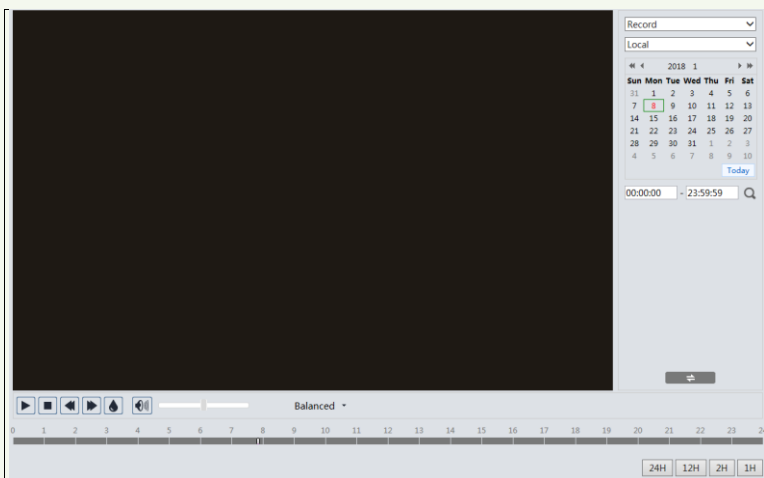 Record
Local
2018 1
Sun Mon Tue Wed Thu Fri Sat
31 1 2 3 4 5 6
7 8 9 10 11 12 13
14 15 16 17 18 19 20
21 22 23 24 25 26 27
28 29 30 31 1 2 3
4 5 6 7 8 9 10
Today
00:00:00 - 23:59:59
Balanced
0 1 2 3 4 5 6 7 8 9 10 11 12 13 14 15 16 17 18 19 20 21 22 23 2
24H 12H 2H 1H